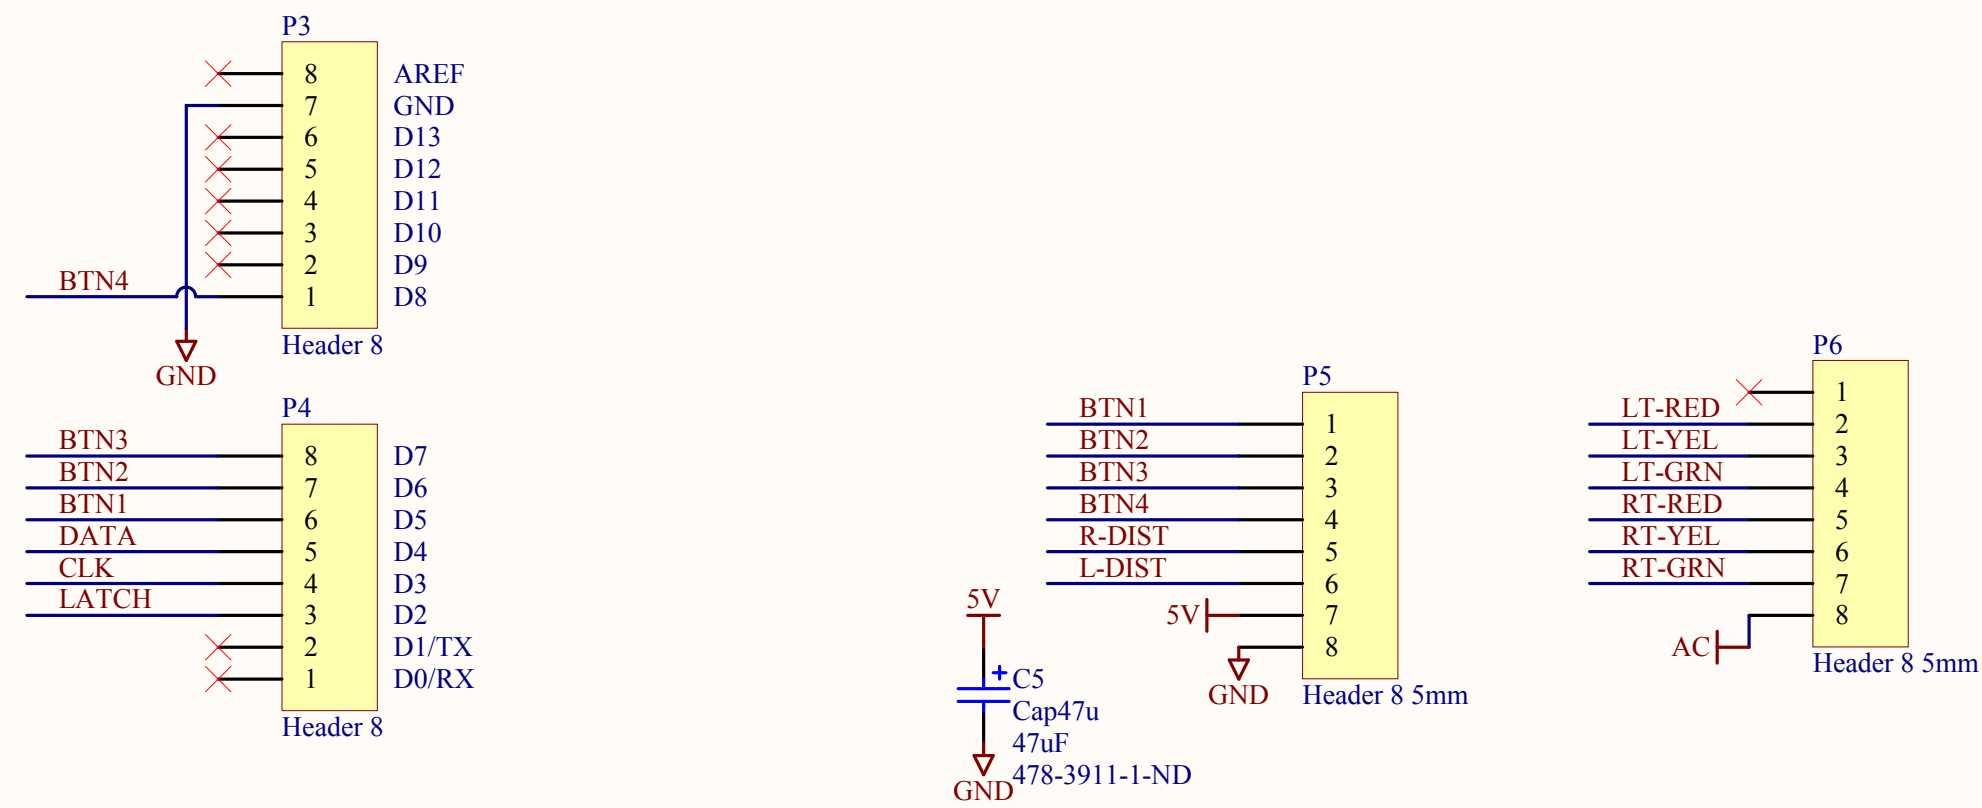 P3
8 AREF
7 GND
6 D13
5 D12
4 D11
3 D10
2 D9
BTN4 1 D8
Header 8
GND
P4
BTN3 8 D7
BTN2 7 D6
BTN1 6 D5
DATA 5 D4
CLK 4 D3
LATCH 3 D2
2 D1/TX
1 D0/RX
Header 8
5V
+ C5
Cap47u
47uF
478-3911-1-ND
GND
P5
BTN1 1
BTN2 2
BTN3 3
BTN4 4
R-DIST 5
L-DIST 6
5V 7
8
GND
Header 8 5mm
P6
1
LT-RED 2
LT-YEL 3
LT-GRN 4
RT-RED 5
RT-YEL 6
RT-GRN 7
8
AC
Header 8 5mm